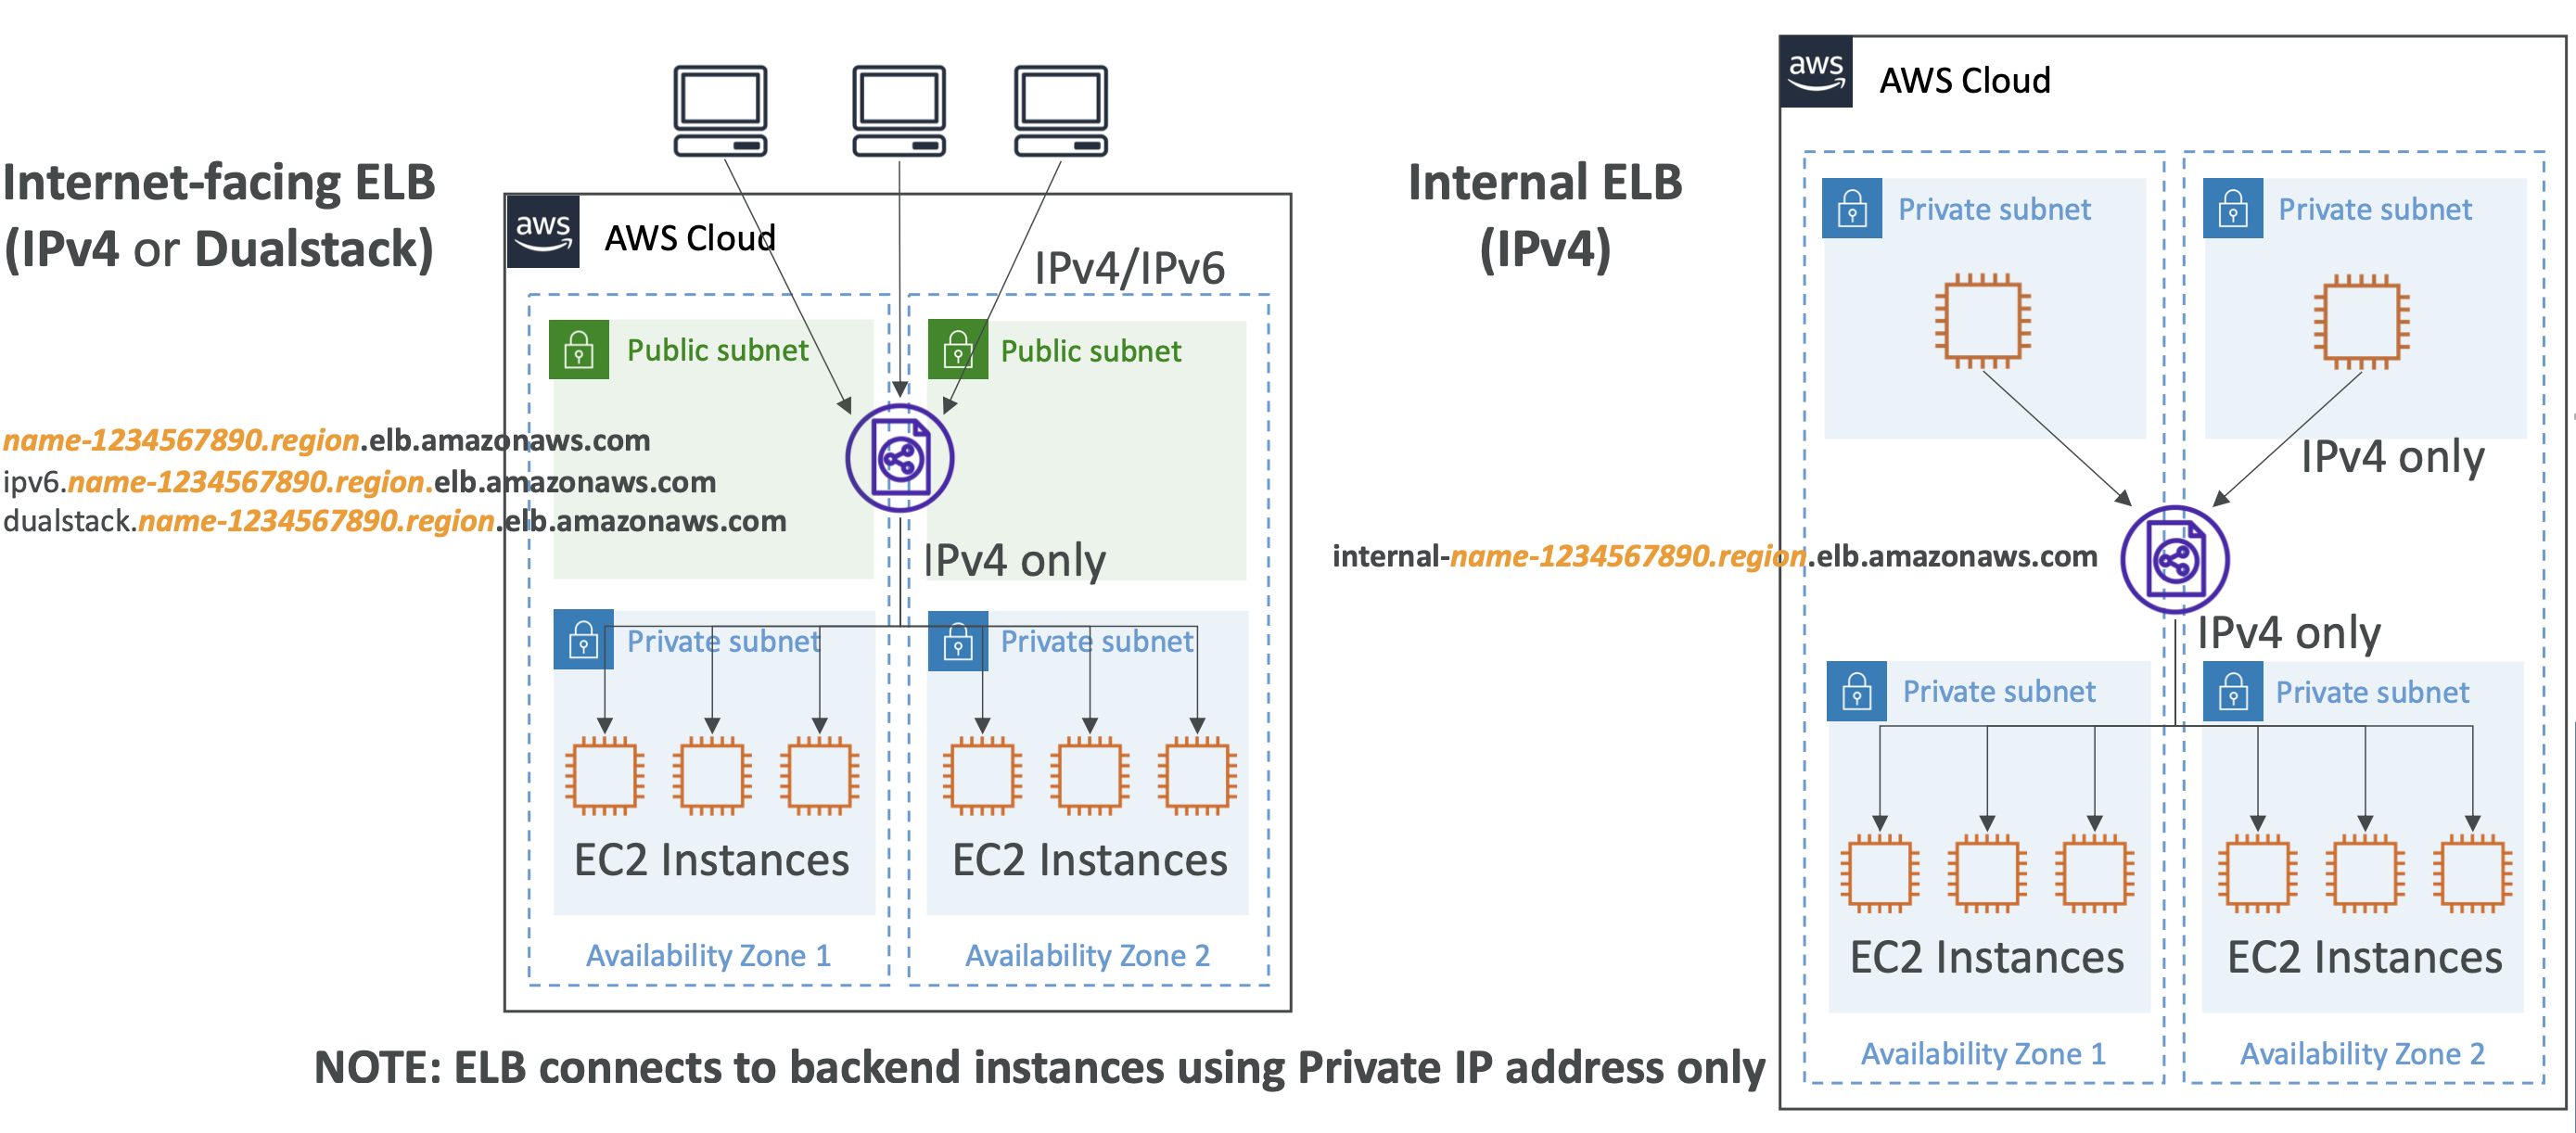 Internet-facing ELB
(IPv4 or Dualstack)
name-1234567890.region.elb.amazonaws.com
ipv6.name-1234567890.region.elb.amazonaws.com
dualstack.name-1234567890.region.elb.amazonaws.com
aws
AWS Cloud
IPv4/IPv6
Public subnet
Public subnet
IPv4 only
Private subnet
Private subnet
EC2 Instances
EC2 Instances
Availability Zone 1
Availability Zone 2
Internal ELB
(IPv4)
internal-name-1234567890.region.elb.amazonaws.com
aws
AWS Cloud
Private subnet
Private subnet
IPv4 only
IPv4 only
Private subnet
Private subnet
EC2 Instances
EC2 Instances
Availability Zone 1
Availability Zone 2
NOTE: ELB connects to backend instances using Private IP address only